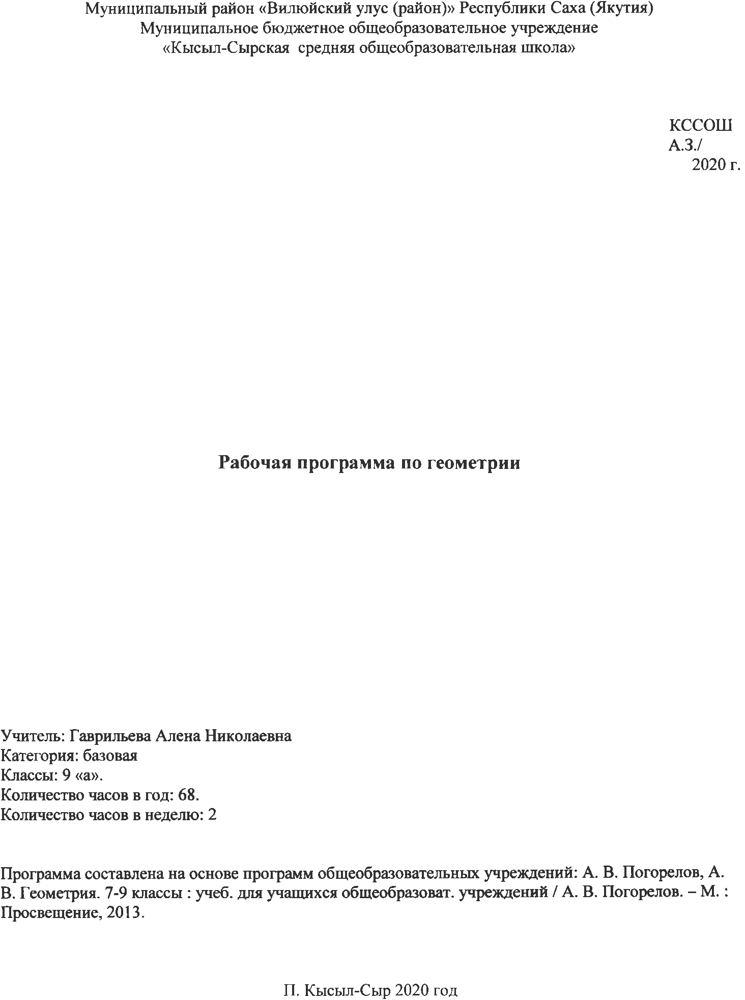 Муниципальный район «Вилюйский улус (район)» Республики Саха (Якутия)
Муниципальное бюджетное общеобразовательное учреждение
«Кысыл-Сырская средняя общеобразовательная школа»
КССОШ
А.З./
2020 г.
Рабочая программа по геометрии
Учитель: Гаврильева Алена Николаевна
Категория: базовая
Классы: 9 «а».
Количество часов в год: 68.
Количество часов в неделю: 2
Программа составлена на основе программ общеобразовательных учреждений: А. В. Погорелов, А.
В. Геометрия. 7-9 классы : учеб. для учащихся общеобразоват. учреждений / А. В. Погорелов. – М. :
Просвещение, 2013.
П. Кысыл-Сыр 2020 год